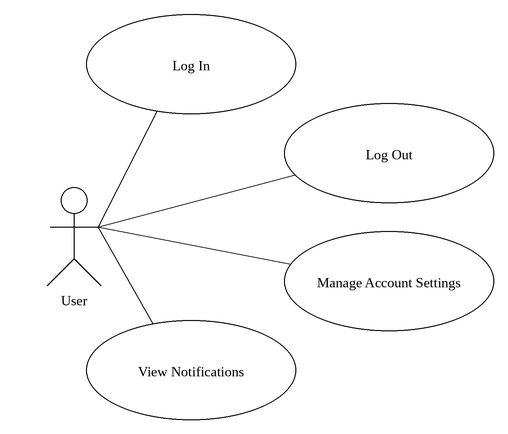 Log In
Log Out
User
Manage Account Settings
View Notifications